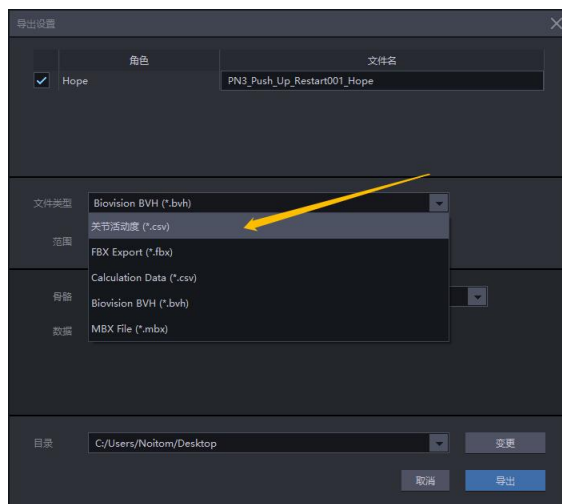 导出设置
角色 文件名
Hope PN3_Push_Up_Restart001_Hope
文件类型 Biovision BVH (*.bvh)
关节活动度 (*.csv)
范围
FBX Export (*.fbx)
Calculation Data (*.csv)
骨骼
Biovision BVH (*.bvh)
数据
MBX File (*.mbx)
目录 C:/Users/Noitom/Desktop 变更
取消 导出